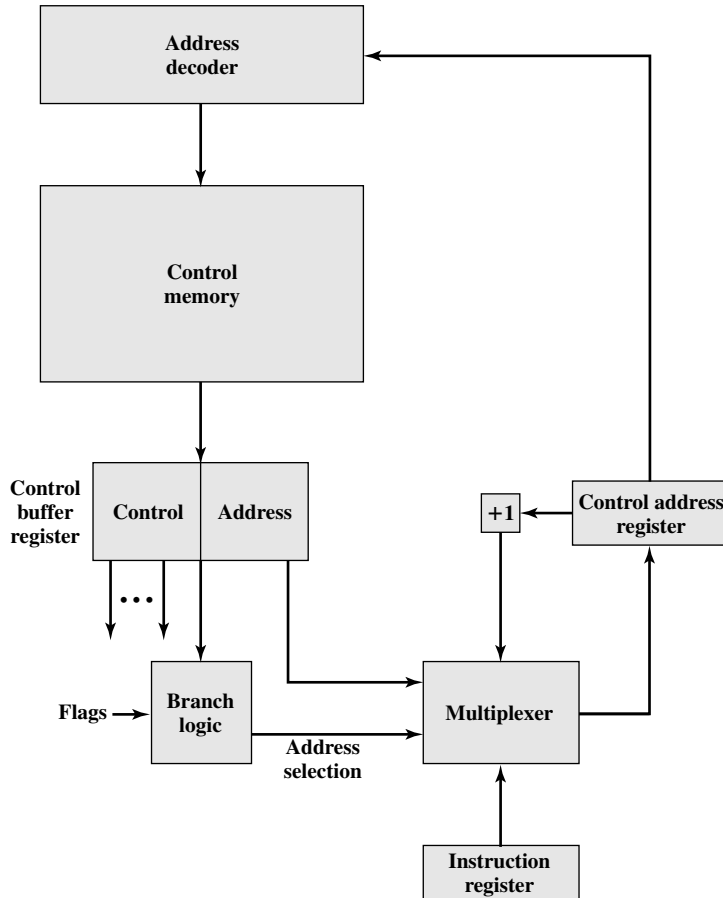 Address
decoder
Control
memory
Control
buffer
register
Control
Address
+1
Control address
register
Flags
Branch
logic
Address
selection
Multiplexer
Instruction
register